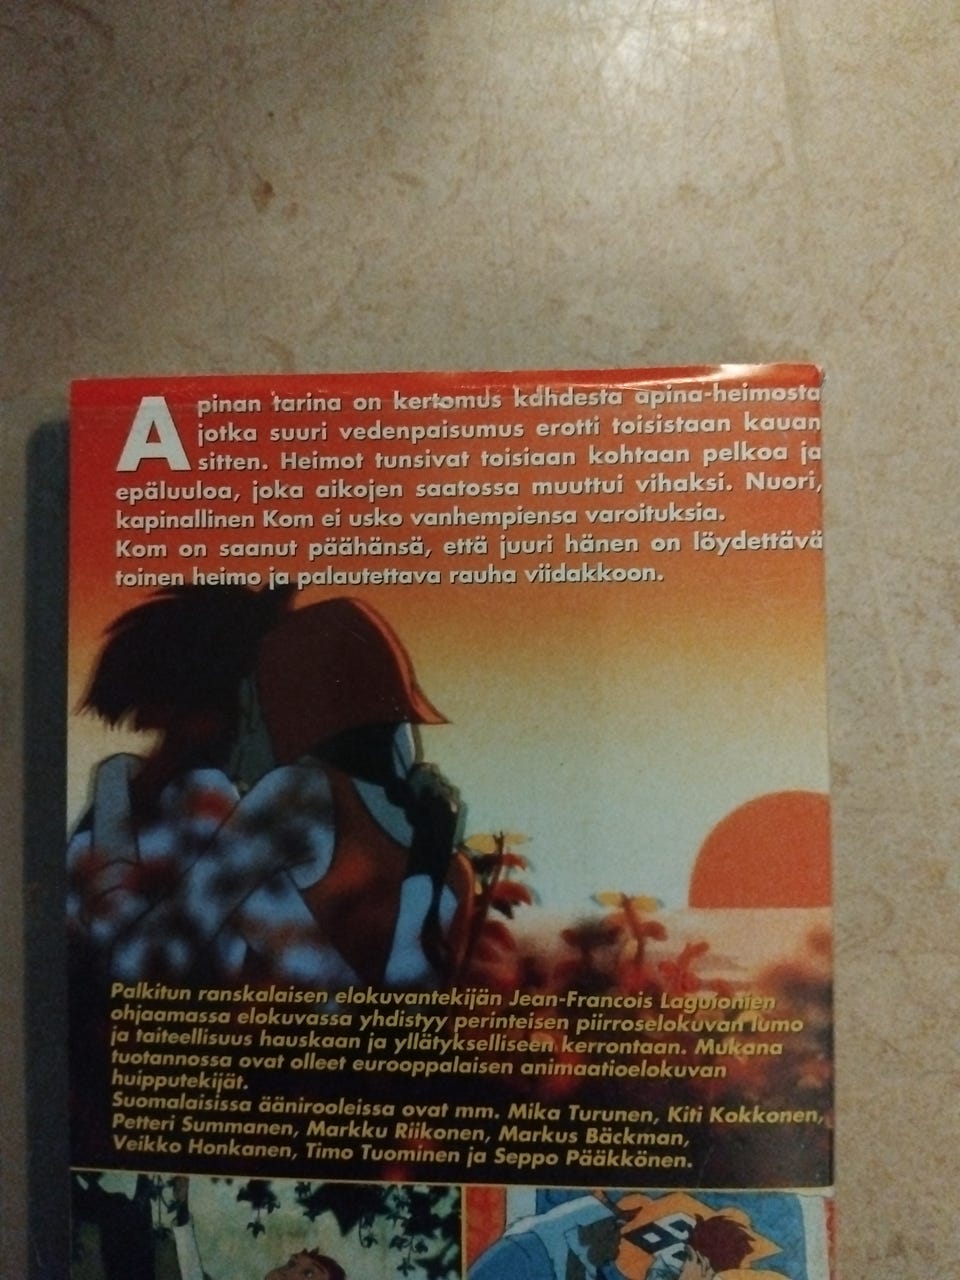 Apinan tarina on kertomus kahdesta apina-heimosta
jotka suuri vedenpaisumus erotti toisistaan kauan
sitten. Heimot tunsivat toisiaan kohtaan pelkoa ja
epäluuloa, joka aikojen saatossa muuttui vihaksi. Nuori,
kapinallinen Kom ei usko vanhempiensa varoituksia.
Kom on saanut päähänsä, että juuri hänen on löydettävä
toinen heimo ja palautettava rauha viidakkoon.
Palkitun ranskalaisen elokuvantekijän Jean-Francois Laguionien
ohjaamassa elokuvassa yhdistyy perinteisen piirroselokuvan lumo
ja taiteellisuus hauskaan ja yllätykselliseen kerrontaan. Mukana
tuotannossa ovat olleet eurooppalaisen animaatioelokuvan
huipputekijät.
Suomalaisissa äänirooleissa ovat mm. Mika Turunen, Kiti Kokkonen,
Petteri Summanen, Markku Riikonen, Markus Bäckman,
Veikko Honkanen, Timo Tuominen ja Seppo Pääkkönen.